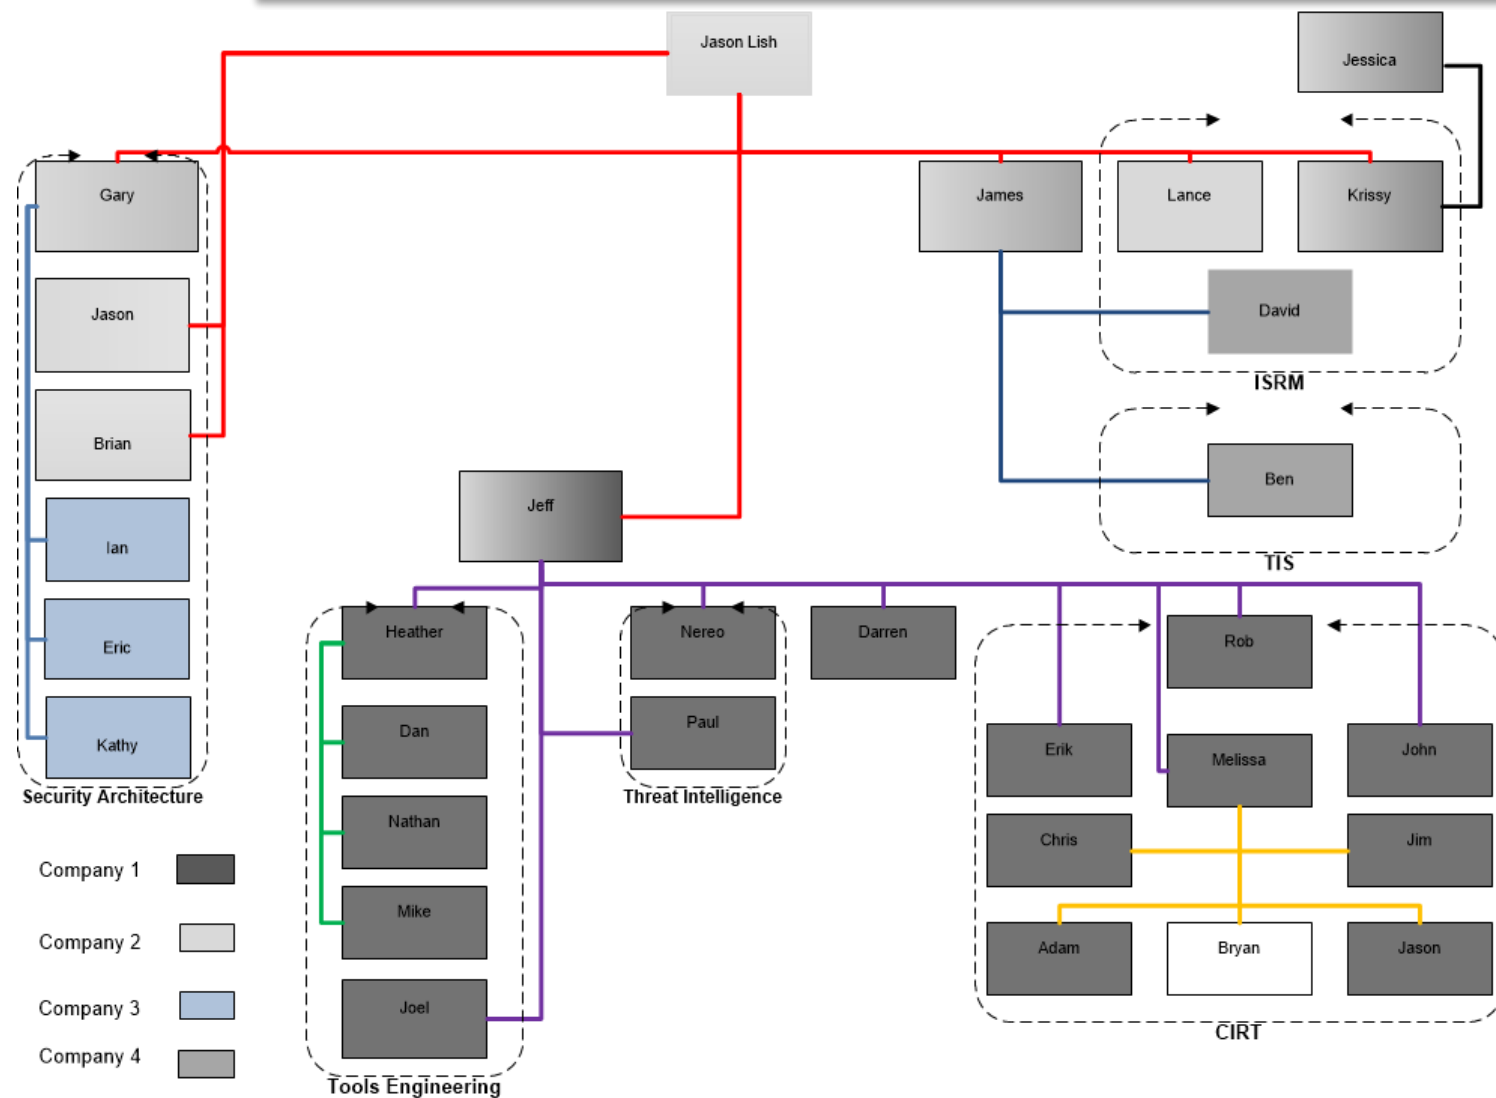 Jason Lish
Jessica
Gary
James
Lance
Krissy
Jason
David
ISRM
Brian
Jeff
Ben
Ian
TIS
Eric
Heather
Nereo
Darren
Rob
Kathy
Dan
Paul
Erik
Melissa
John
Security Architecture
Threat Intelligence
Nathan
Chris
Jim
Company 1
Mike
Adam
Bryan
Jason
Company 2
Company 3
Joel
CIRT
Company 4
Tools Engineering